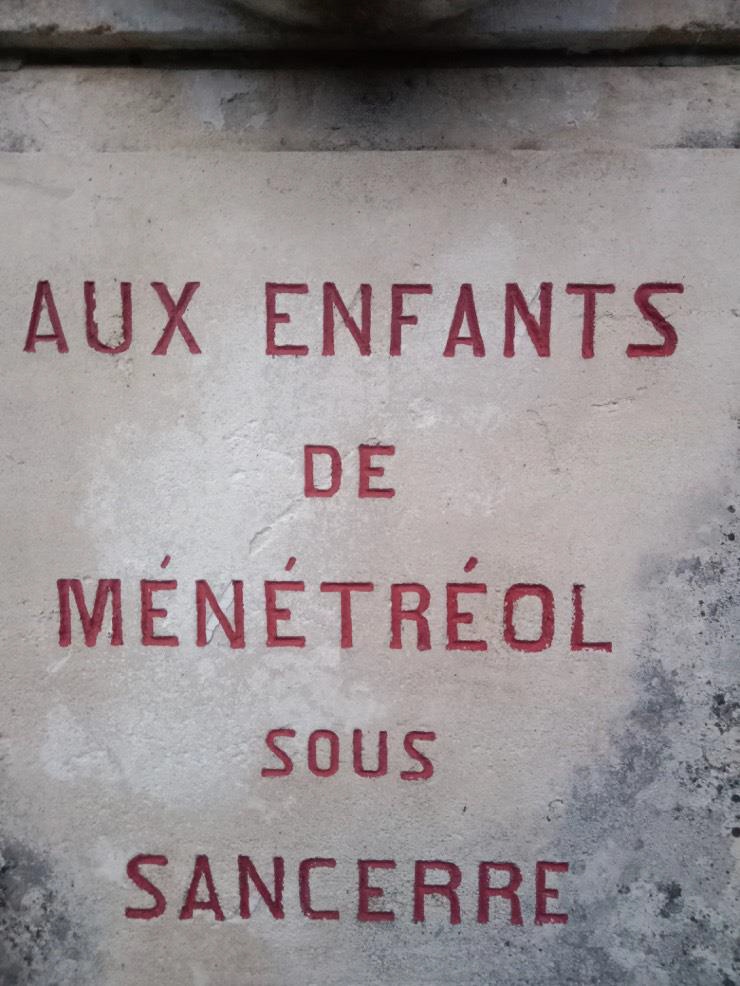 AUX ENFANTS
DE
MÉNÉTRÉOL
SOUS
SANCERRE